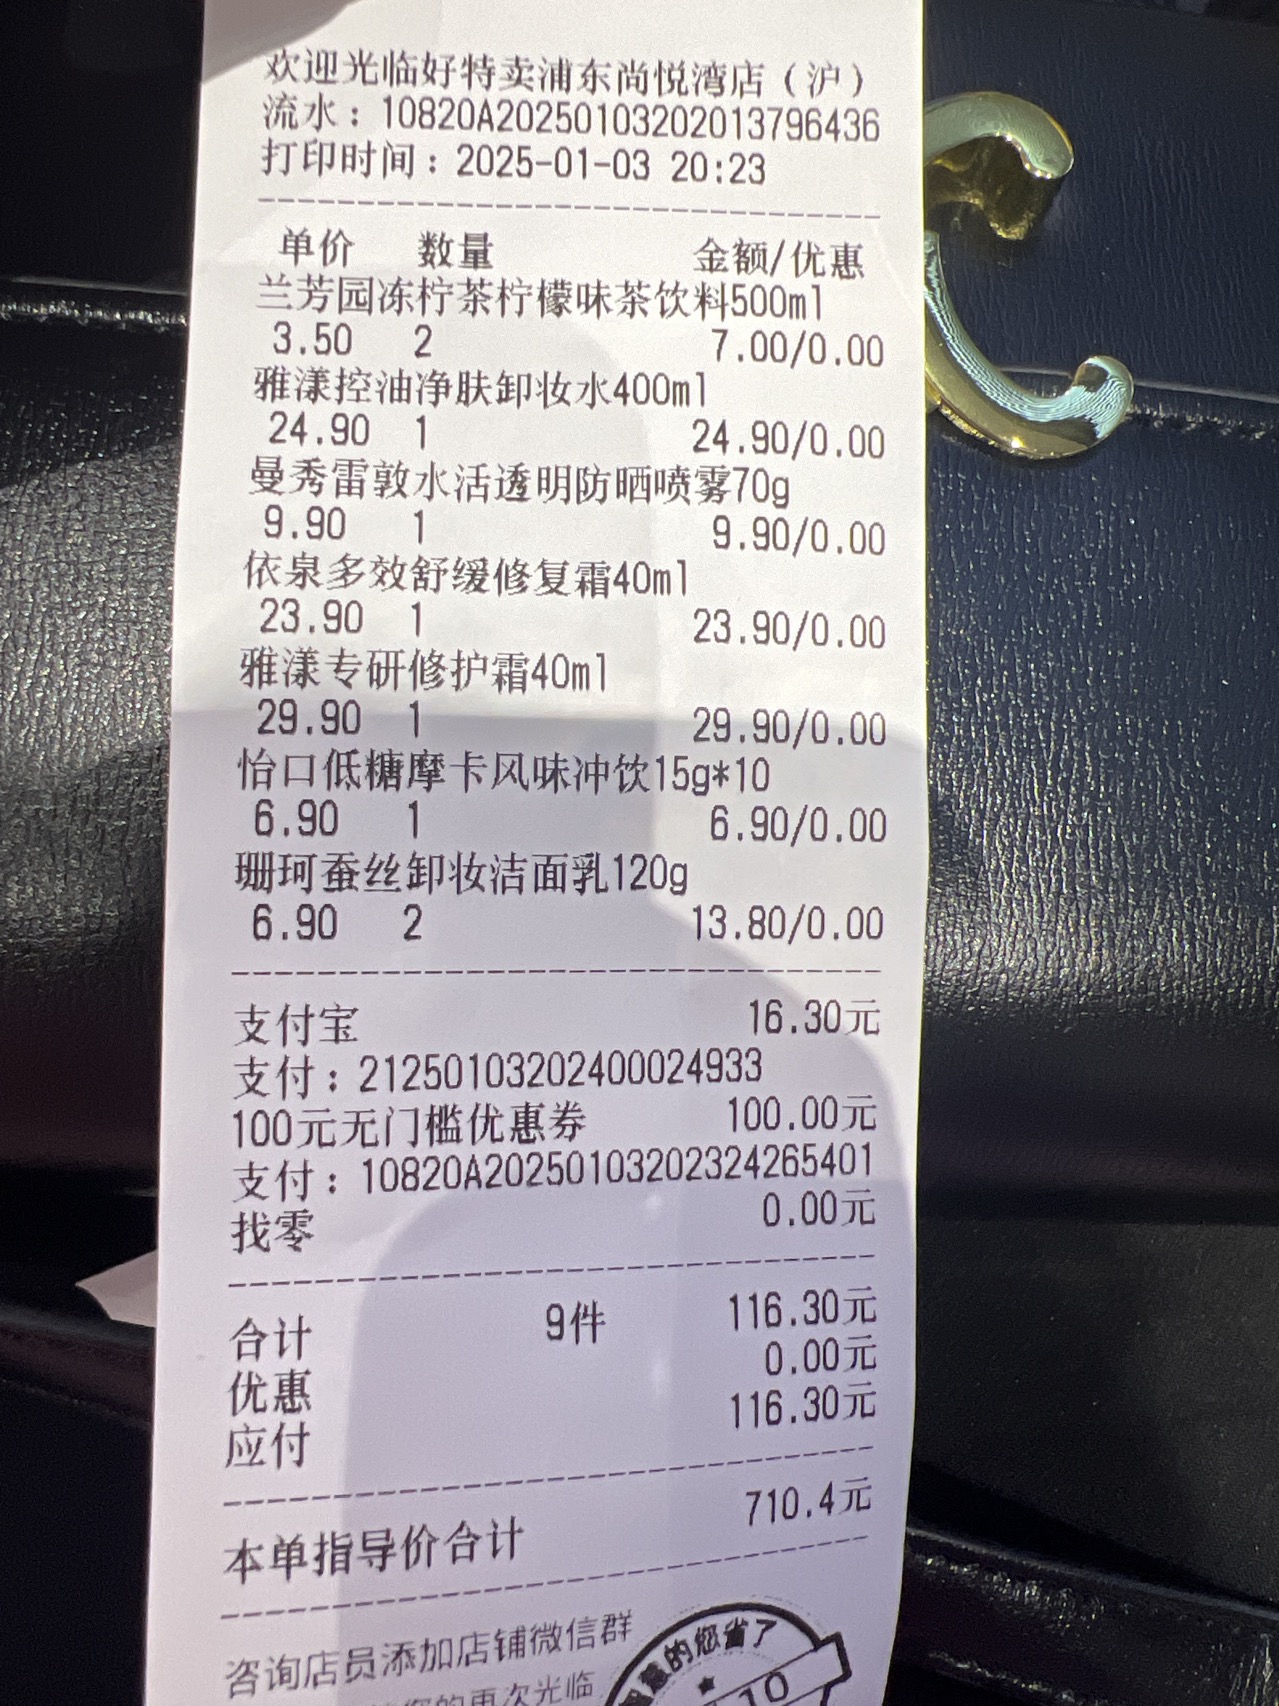 欢迎光临好特卖浦东尚悦湾店（沪）
流水：10820A20250103202013796436
打印时间：2025-01-03 20:23
单价 数量 金额/优惠
兰芳园冻柠茶柠檬味茶饮料500ml
3.50 2 7.00/0.00
雅漾控油净肤卸妆水400ml
24.90 1 24.90/0.00
曼秀雷敦水活透明防晒喷雾70g
9.90 1 9.90/0.00
依泉多效舒缓修复霜40ml
23.90 1 23.90/0.00
雅漾专研修护霜40ml
29.90 1 29.90/0.00
怡口低糖摩卡风味冲饮15g*10
6.90 1 6.90/0.00
珊珂蚕丝卸妆洁面乳120g
6.90 2 13.80/0.00
支付宝 16.30元
支付：21250103202400024933
100元无门槛优惠券 100.00元
支付：10820A20250103202324265401
找零 0.00元
合计 9件 116.30元
优惠 0.00元
应付 116.30元
本单指导价合计 710.4元
咨询店员添加店铺微信群
的您省了
的再次光临
10